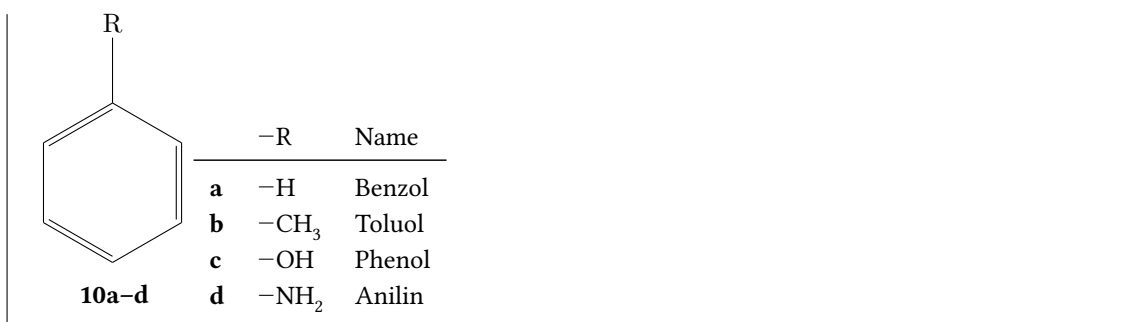 R
−R Name
a −H Benzol
b −CH₃ Toluol
c −OH Phenol
10a–d d −NH₂ Anilin